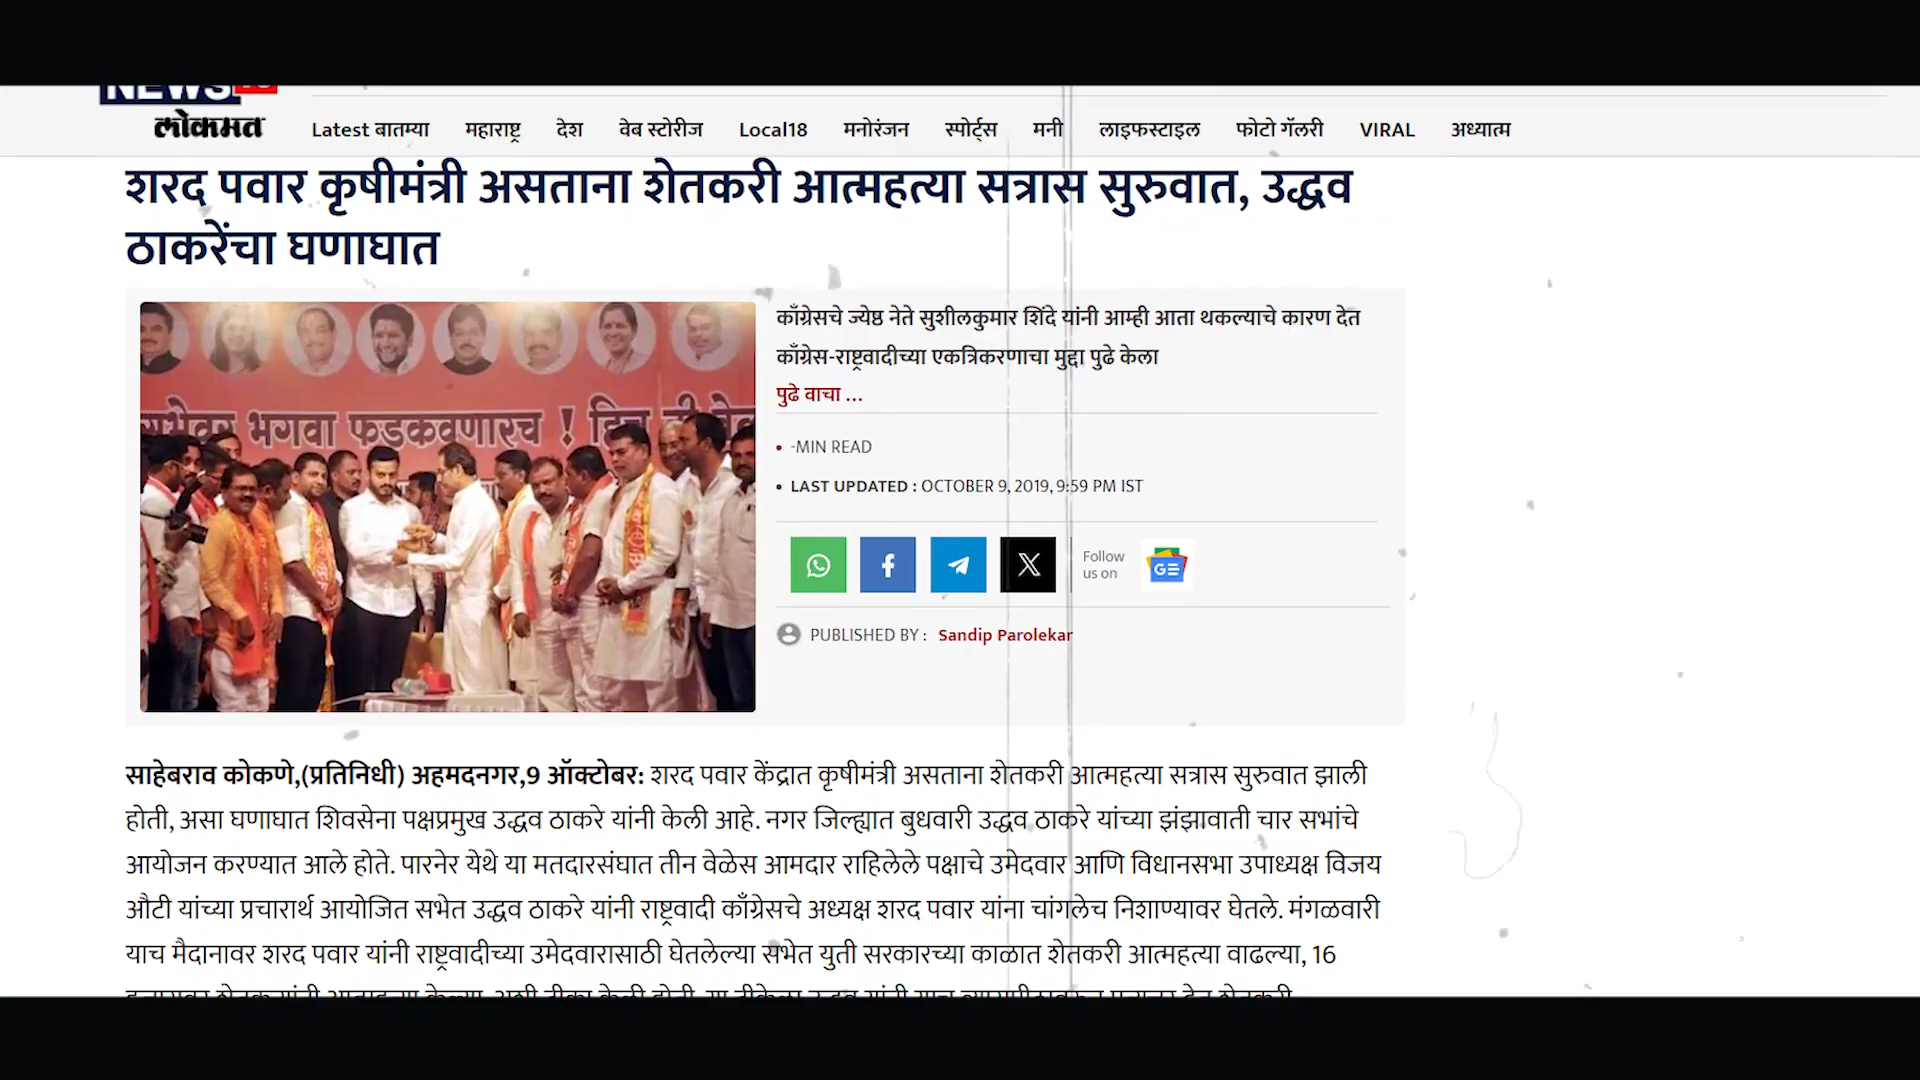 NEWS18
लोकमत
Latest बातम्या महाराष्ट्र देश वेब स्टोरीज Local18 मनोरंजन स्पोर्ट्स मनी लाइफस्टाइल फोटो गॅलरी VIRAL अध्यात्म
शरद पवार कृषीमंत्री असताना शेतकरी आत्महत्या सत्रास सुरुवात, उद्धव
ठाकरेंचा घणाघात
भगवा फडकवणारच !
काँग्रेसचे ज्येष्ठ नेते सुशीलकुमार शिंदे यांनी आम्ही आता थकल्याचे कारण देत
काँग्रेस-राष्ट्रवादीच्या एकत्रिकरणाचा मुद्दा पुढे केला
पुढे वाचा ...
-MIN READ
LAST UPDATED : OCTOBER 9, 2019, 9:59 PM IST
Follow
us on
GE
PUBLISHED BY : Sandip Parolekar
साहेबराव कोकणे,(प्रतिनिधी) अहमदनगर,9 ऑक्टोबर: शरद पवार केंद्रात कृषीमंत्री असताना शेतकरी आत्महत्या सत्रास सुरुवात झाली
होती, असा घणाघात शिवसेना पक्षप्रमुख उद्धव ठाकरे यांनी केली आहे. नगर जिल्ह्यात बुधवारी उद्धव ठाकरे यांच्या झंझावाती चार सभांचे
आयोजन करण्यात आले होते. पारनेर येथे या मतदारसंघात तीन वेळेस आमदार राहिलेले पक्षाचे उमेदवार आणि विधानसभा उपाध्यक्ष विजय
औटी यांच्या प्रचारार्थ आयोजित सभेत उद्धव ठाकरे यांनी राष्ट्रवादी काँग्रेसचे अध्यक्ष शरद पवार यांना चांगलेच निशाण्यावर घेतले. मंगळवारी
याच मैदानावर शरद पवार यांनी राष्ट्रवादीच्या उमेदवारासाठी घेतलेल्या सभेत युती सरकारच्या काळात शेतकरी आत्महत्या वाढल्या, 16